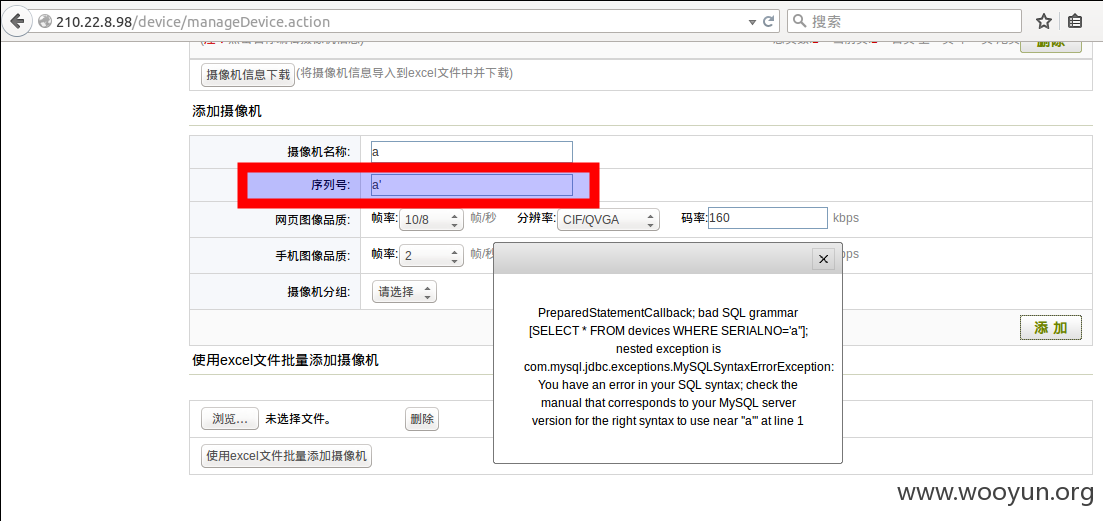 210.22.8.98/device/manageDevice.action
搜索
删除
摄像机信息下载 (将摄像机信息导入到excel文件中并下载)
添加摄像机
摄像机名称: a
序列号: a'
网页图像品质: 帧率: 10/8 帧/秒 分辨率: CIF/QVGA 码率: 160 kbps
手机图像品质: 帧率: 2 帧/秒 bps
摄像机分组: 请选择
PreparedStatementCallback; bad SQL grammar
[SELECT * FROM devices WHERE SERIALNO='a''];
nested exception is
com.mysql.jdbc.exceptions.MySQLSyntaxErrorException:
You have an error in your SQL syntax; check the
manual that corresponds to your MySQL server
version for the right syntax to use near ''a''' at line 1
添 加
使用excel文件批量添加摄像机
浏览... 未选择文件。 删除
使用excel文件批量添加摄像机
www.wooyun.org